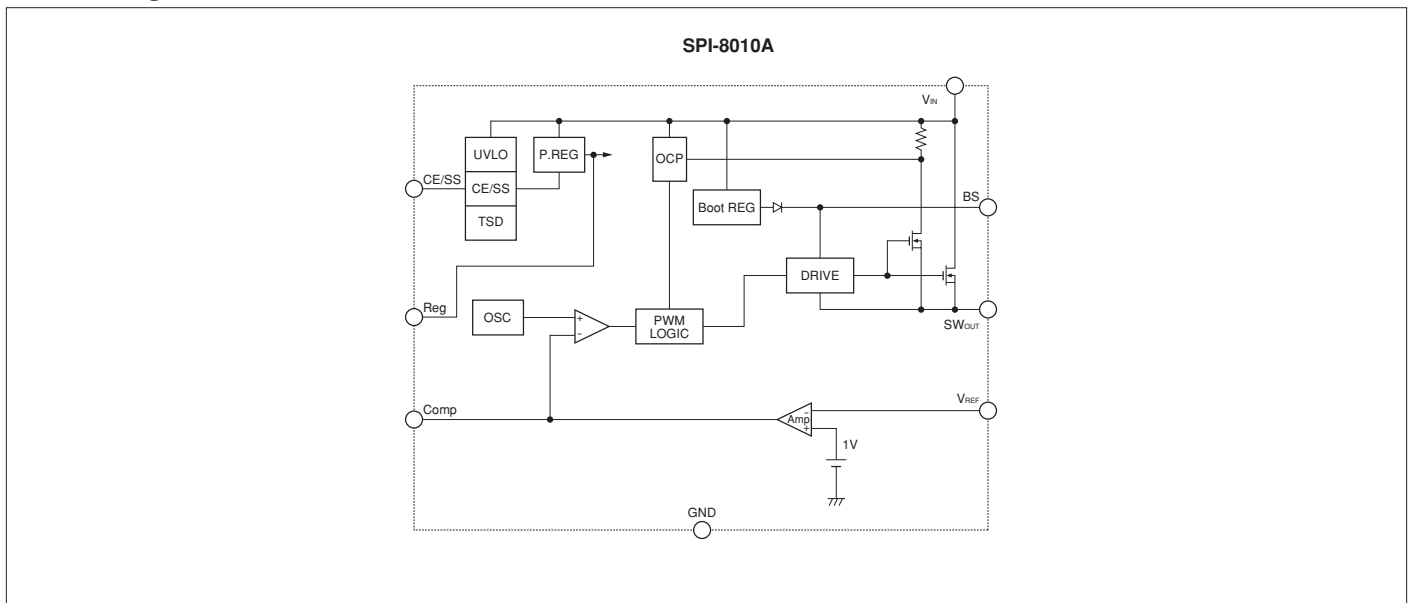 SPI-8010A
VIN
UVLO
P.REG
OCP
CE/SS
CE/SS
TSD
Boot REG
BS
DRIVE
Reg
OSC
+
−
PWM
LOGIC
SWOUT
Comp
VREF
−
Amp
+
1V
GND